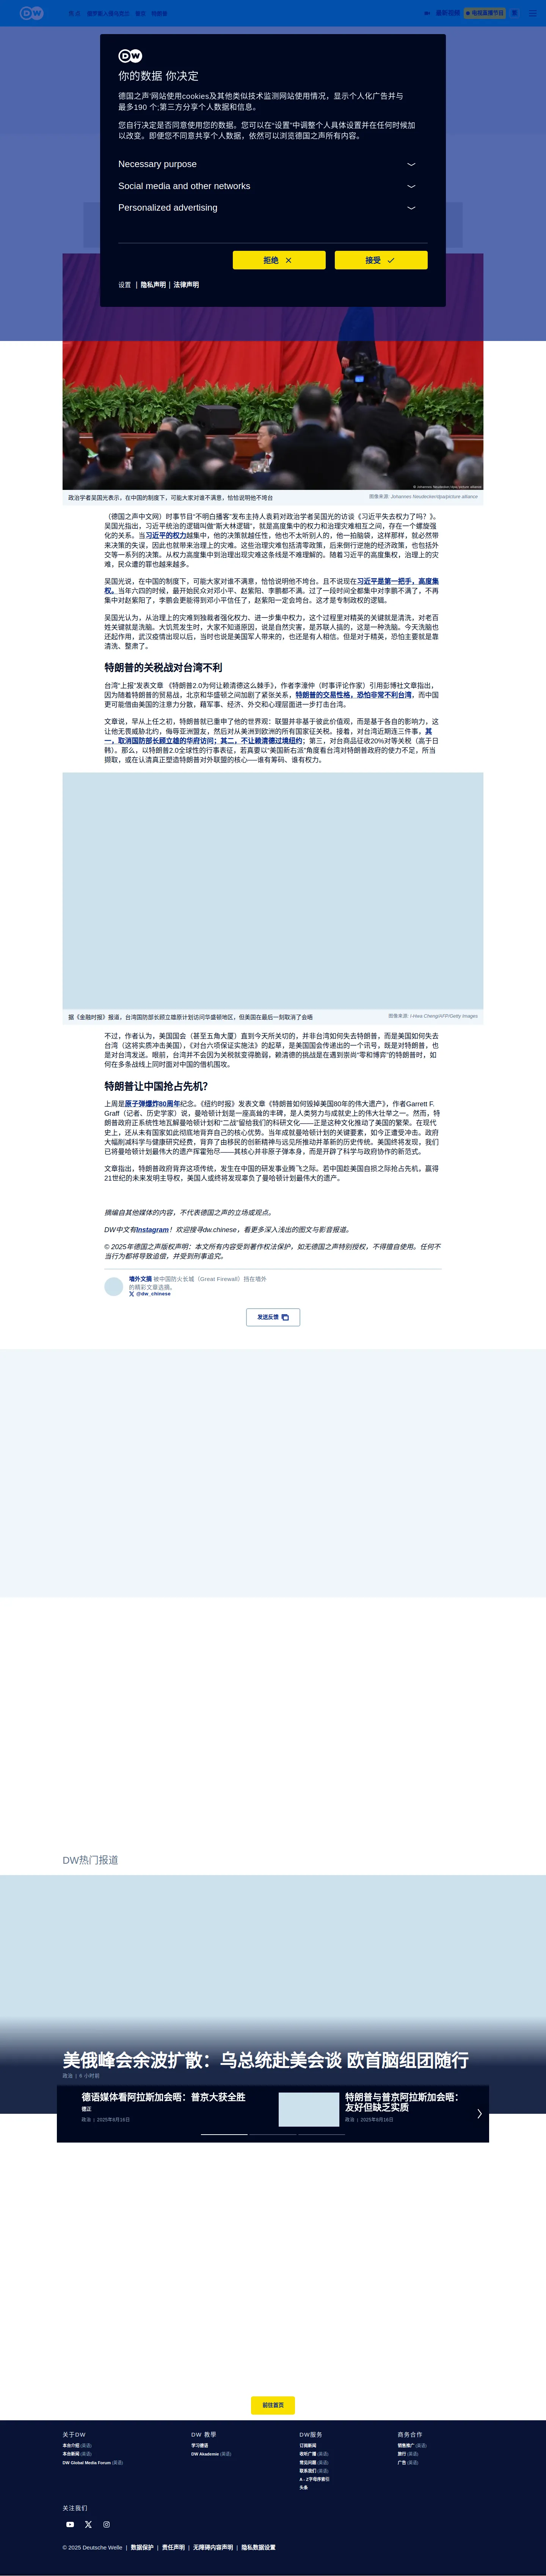 DW
最新视频
电视直播节目
DW
你的数据 你决定
德国之声'网站使用cookies及其他类似技术监测网站使用情况，显示个人化广告并与
最多190 个;第三方分享个人数据和信息。
您自行决定是否同意使用您的数据。您可以在“设置”中调整个人具体设置并在任何时候加
以改变。即便您不同意共享个人数据，依然可以浏览德国之声所有内容。
Necessary purpose
Social media and other networks
Personalized advertising
拒绝
接受
设置 | 隐私声明 | 法律声明
政治学者吴国光表示，在中国的制度下，可能大家对谁不满意，恰恰说明他不垮台
图像来源: Johannes Neudecker/dpa/picture alliance
（德国之声中文网）时事节目“不明白播客”发布主持人袁莉对政治学者吴国光的访谈《习近平失去权力了吗？》。
吴国光指出，习近平统治的逻辑叫做“斯大林逻辑”，就是高度集中的权力和治理灾难相互之间，存在一个螺旋强
化的关系。当习近平的权力越集中，他的决策就越任性，他也不太听别人的，他一拍脑袋，这样那样，就必然带
来决策的失误，因此也就带来治理上的灾难。这些治理灾难包括清零政策，后来倒行逆施的经济政策，也包括外
交等一系列的决策。从权力高度集中到治理出现灾难这条线是不难理解的。随着习近平的高度集权，治理上的灾
难，民众遭的罪也越来越多。
吴国光说，在中国的制度下，可能大家对谁不满意，恰恰说明他不垮台。且不说现在习近平是第一把手，高度集
权。当年六四的时候，最开始民众对邓小平、赵紫阳、李鹏都不满。过了一段时间全都集中对李鹏不满了，不再
集中对赵紫阳了，李鹏会更能得到邓小平信任了，赵紫阳一定会垮台。这才是专制政权的逻辑。
吴国光认为，从治理上的灾难到独裁者强化权力、进一步集中权力，这个过程里对精英的关键就是清洗，对老百
姓关键就是洗脑。大饥荒发生时，大家不知道原因，说是自然灾害，是苏联人搞的，这是一种洗脑。今天洗脑也
还起作用，武汉疫情出现以后，当时也说是美国军人带来的，也还是有人相信。但是对于精英，恐怕主要就是靠
清洗、整肃了。
特朗普的关税战对台湾不利
台湾“上报”发表文章 《特朗普2.0为何让赖清德这么棘手》，作者李濠仲（时事评论作家）引用彭博社文章指出，
因为随着特朗普的贸易战，北京和华盛顿之间加剧了紧张关系，特朗普的交易性格，恐怕非常不利台湾，而中国
更可能借由美国的注意力分散，藉军事、经济、外交和心理层面进一步打击台湾。
文章说，早从上任之初，特朗普就已重申了他的世界观：联盟并非基于彼此价值观，而是基于各自的影响力，这
让他无畏威胁北约，侮辱亚洲盟友，然后对从美洲到欧洲的所有国家征关税。接着，对台湾近期连三件事，其
一，取消国防部长顾立雄的华府访问；其二，不让赖清德过境纽约；第三，对台商品征收20%对等关税（高于日
韩）。那么，以特朗普2.0全球性的行事表征，若真要以“美国新右派”角度看台湾对特朗普政府的使力不足，所当
撷取，或在认清真正塑造特朗普对外联盟的核心──谁有筹码、谁有权力。
据《金融时报》报道，台湾国防部长顾立雄原计划访问华盛顿地区，但美国在最后一刻取消了会晤
图像来源: I-Hwa Cheng/AFP/Getty Images
不过，作者认为，美国国会（甚至五角大厦）直到今天所关切的，并非台湾如何失去特朗普，而是美国如何失去
台湾（这将实质冲击美国），《对台六项保证实施法》的起草，是美国国会传递出的一个讯号，既是对特朗普，也
是对台湾发送。眼前，台湾并不会因为关税就变得脆弱，赖清德的挑战是在遇到崇尚“零和博弈”的特朗普时，如
何在多条战线上同时面对中国的借机围攻。
特朗普让中国抢占先机？
上周是原子弹爆炸80周年纪念。《纽约时报》发表文章《特朗普如何毁掉美国80年的伟大遗产》，作者Garrett F.
Graff（记者、历史学家）说，曼哈顿计划是一座高耸的丰碑，是人类努力与成就史上的伟大壮举之一。然而，特
朗普政府正系统性地瓦解曼哈顿计划和“二战”留给我们的科研文化——正是这种文化推动了美国的繁荣。在现代
史上，还从未有国家如此彻底地背弃自己的核心优势。当年成就曼哈顿计划的关键要素，如今正遭受冲击。政府
大幅削减科学与健康研究经费，背弃了由移民的创新精神与远见所推动并革新的历史传统。美国终将发现，我们
已将曼哈顿计划最伟大的遗产挥霍殆尽——其核心并非原子弹本身，而是开辟了科学与政府协作的新范式。
文章指出，特朗普政府背弃这项传统，发生在中国的研发事业腾飞之际。若中国趁美国自损之际抢占先机，赢得
21世纪的未来发明主导权，美国人或终将发现辜负了曼哈顿计划最伟大的遗产。
摘编自其他媒体的内容，不代表德国之声的立场或观点。
DW中文有Instagram！欢迎搜寻dw.chinese，看更多深入浅出的图文与影音报道。
© 2025年德国之声版权声明：本文所有内容受到著作权法保护，如无德国之声特别授权，不得擅自使用。任何不
当行为都将导致追偿，并受到刑事追究。
墙外文摘 被中国防火长城（Great Firewall）挡在墙外
的精彩文章选摘。
@dw_chinese
发送反馈
DW热门报道
美俄峰会余波扩散：乌总统赴美会谈 欧首脑组团随行
政治 | 9 小时前
德语媒体看阿拉斯加会晤：普京大获全胜
德正
政治 | 2025年8月16日
特朗普与普京阿拉斯加会晤：
友好但缺乏实质
政治 | 2025年8月16日
前往首页
关于DW
本台介绍 (英语)
本台新闻 (英语)
DW Global Media Forum (英语)
DW 教学
学习德语
DW Akademie (英语)
DW服务
订阅新闻
收听广播 (英语)
常见问题 (英语)
联系我们 (英语)
A - Z字母序索引
头条
商务合作
销售推广 (英语)
旅行 (英语)
广告 (英语)
关注我们
© 2025 Deutsche Welle | 数据保护 | 责任声明 | 无障碍内容声明 | 隐私数据设置